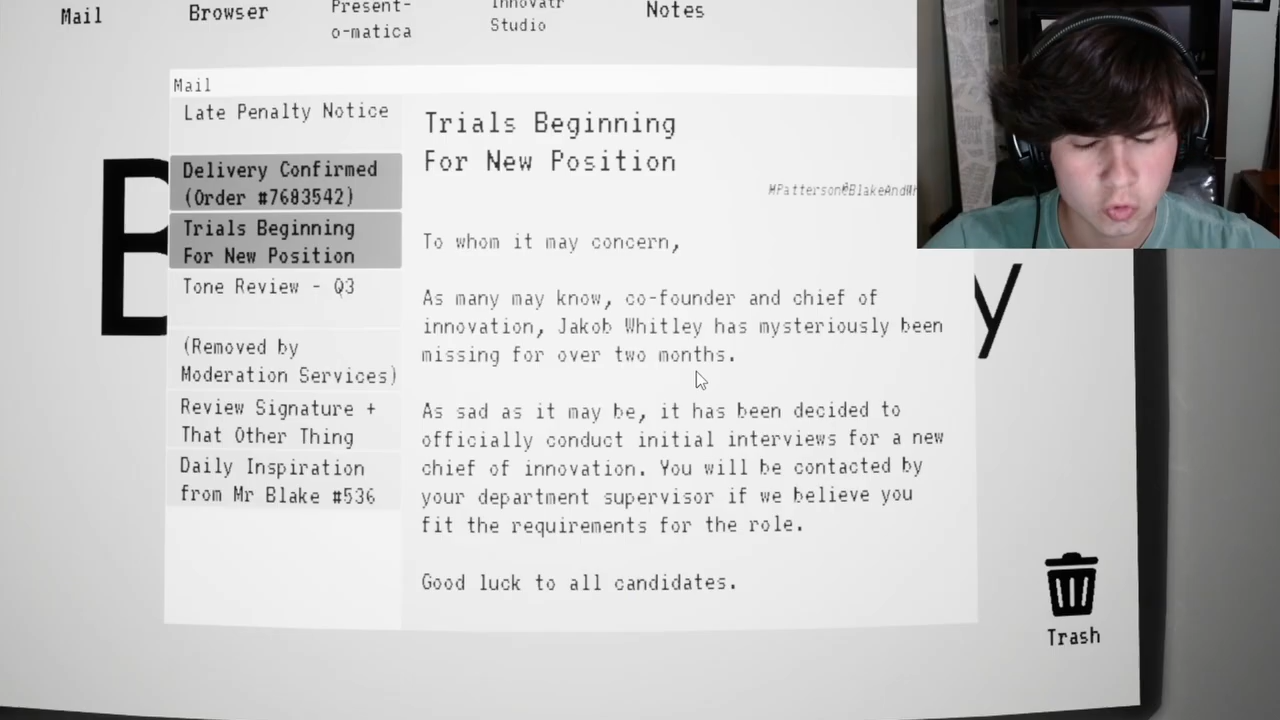 Mail
Browser
Present-
o-matica
Innovatr
Studio
Notes
Mail
Late Penalty Notice
Delivery Confirmed
(Order #7683542)
Trials Beginning
For New Position
Tone Review - Q3
(Removed by
Moderation Services)
Review Signature +
That Other Thing
Daily Inspiration
from Mr Blake #536
Trials Beginning
For New Position
To whom it may concern,
As many may know, co-founder and chief of
innovation, Jakob Whitley has mysteriously been
missing for over two months.
As sad as it may be, it has been decided to
officially conduct initial interviews for a new
chief of innovation. You will be contacted by
your department supervisor if we believe you
fit the requirements for the role.
Good luck to all candidates.
B
y
Trash